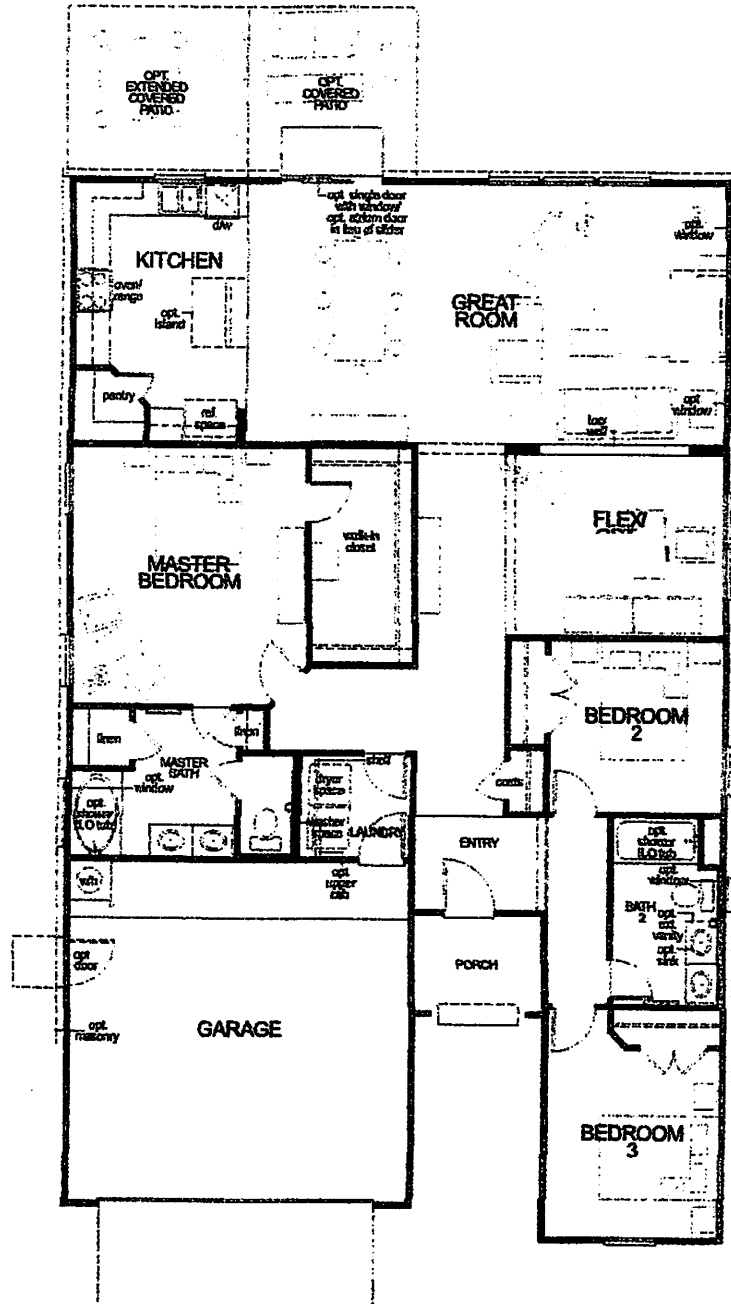 OPT.
EXTENDED
COVERED
PATIO
OPT.
COVERED
PATIO
opt. single door
with window/
opt. atrium door
in lieu of slider
d/w
KITCHEN
oven/
range
opt.
island
pantry
ref.
space
GREAT
ROOM
opt.
window
opt.
window
FLEX/
walk-in
closet
MASTER
BEDROOM
BEDROOM
2
linen
linen
MASTER
BATH
opt.
window
opt.
shower
I.L.O tub
dryer
space
washer
space
shelf
LAUNDRY
coats
ENTRY
w/h
opt.
upper
cab
opt.
shower
I.L.O tub
opt.
window
BATH
2
opt.
vanity
opt.
sink
opt.
door
PORCH
opt.
masonry
GARAGE
BEDROOM
3